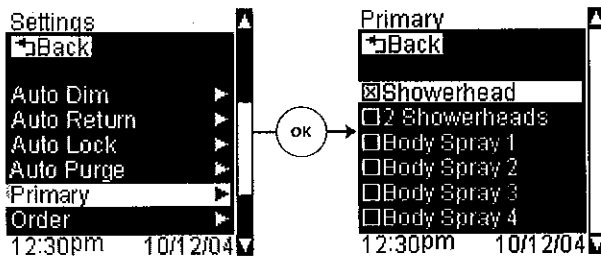 Settings
Back
Auto Dim
Auto Return
Auto Lock
Auto Purge
Primary
Order
12:30pm 10/12/04
OK
Primary
Back
Showerhead
2 Showerheads
Body Spray 1
Body Spray 2
Body Spray 3
Body Spray 4
12:30pm 10/12/04